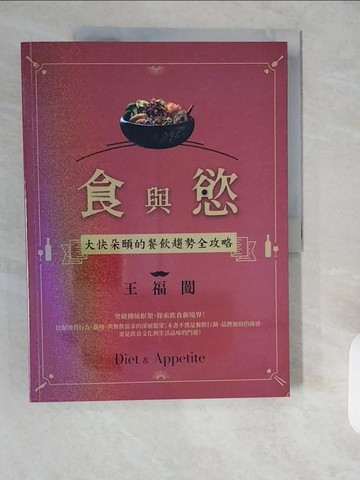 食與慾
大快朵頤的餐飲趨勢全攻略
王福闓
突破傳統框架，探索飲食新境界！
Diet & Appetite